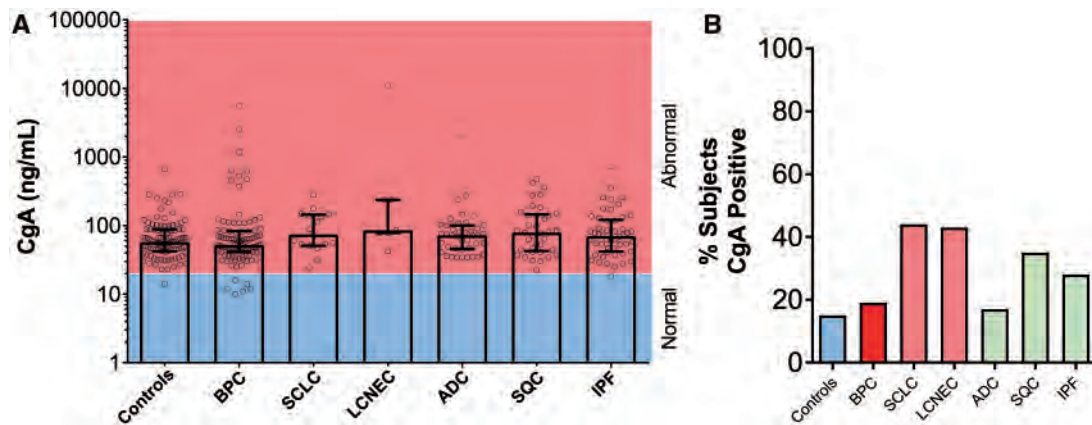 A
CgA (ng/mL)
100000
10000
1000
100
10
1
Abnormal
Normal
Controls
BPC
SCLC
LCNEC
ADC
SQC
IPF
B
% Subjects
CgA Positive
100
80
60
40
20
0
Controls
BPC
SCLC
LCNEC
ADC
SQC
IPF